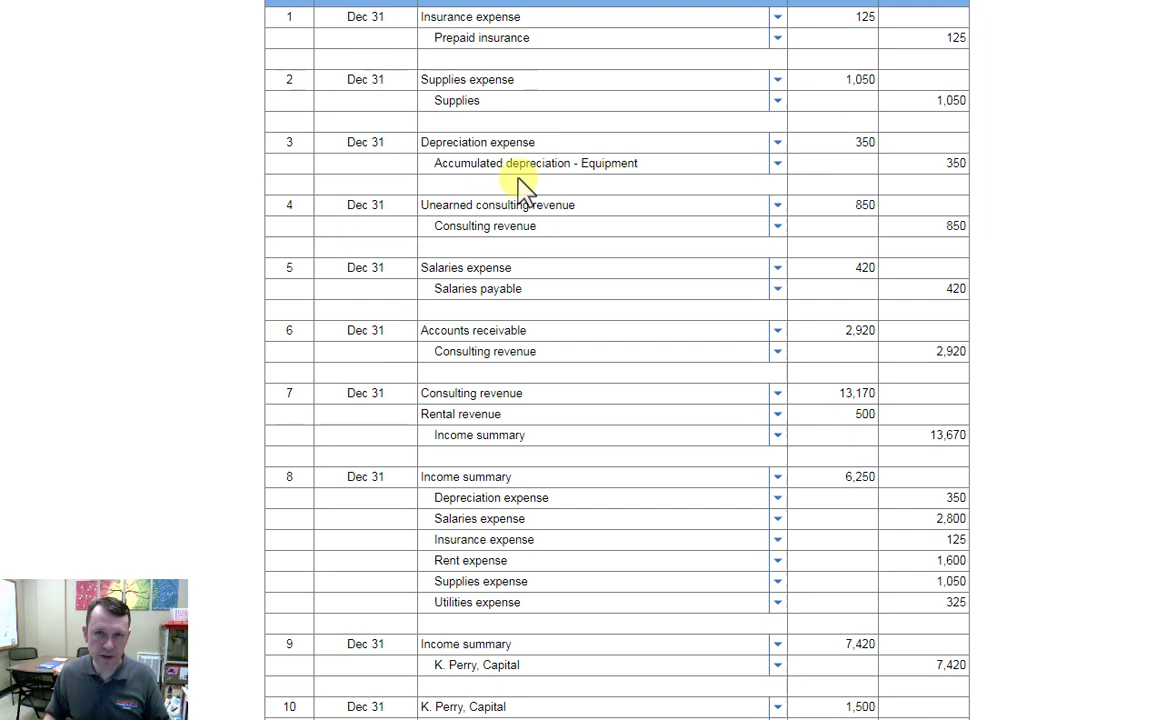 1 Dec 31 Insurance expense 125
Prepaid insurance 125
2 Dec 31 Supplies expense 1,050
Supplies 1,050
3 Dec 31 Depreciation expense 350
Accumulated depreciation - Equipment 350
4 Dec 31 Unearned consulting revenue 850
Consulting revenue 850
5 Dec 31 Salaries expense 420
Salaries payable 420
6 Dec 31 Accounts receivable 2,920
Consulting revenue 2,920
7 Dec 31 Consulting revenue 13,170
Rental revenue 500
Income summary 13,670
8 Dec 31 Income summary 6,250
Depreciation expense 350
Salaries expense 2,800
Insurance expense 125
Rent expense 1,600
Supplies expense 1,050
Utilities expense 325
9 Dec 31 Income summary 7,420
K. Perry, Capital 7,420
10 Dec 31 K. Perry, Capital 1,500